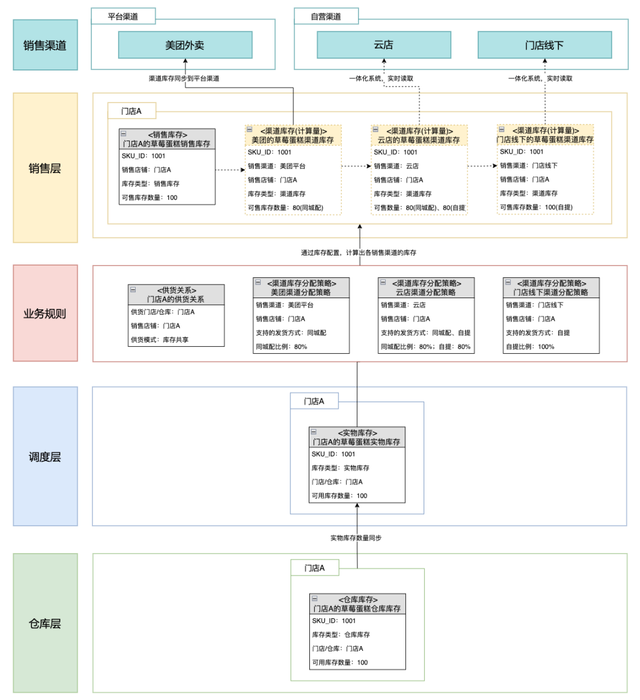 平台渠道
自营渠道
销售渠道
美团外卖
云店
门店线下
渠道库存同步到平台渠道
一体化系统，实时读取
一体化系统，实时读取
销售层
门店A
<销售库存>
门店A的草莓蛋糕销售库存
SKU_ID：1001
销售店铺：门店A
库存类型：销售库存
可售库存数量：100
<渠道库存(计算量)>
美团的草莓蛋糕渠道库存
SKU_ID：1001
销售渠道：美团平台
销售店铺：门店A
库存类型：渠道库存
可售库存数量：80(同城配)
<渠道库存(计算量)>
云店的草莓蛋糕渠道库存
SKU_ID：1001
销售渠道：云店
销售店铺：门店A
库存类型：渠道库存
可售数量：80(同城配)、80(自提)
<渠道库存(计算量)>
门店线下的草莓蛋糕渠道库存
SKU_ID：1001
销售渠道：门店线下
销售店铺：门店A
库存类型：渠道库存
可售库存数量：100(自提)
通过库存配置，计算出各销售渠道的库存
业务规则
<供货关系>
门店A的供货关系
供货门店/仓库：门店A
销售店铺：门店A
供货模式：库存共享
<渠道库存分配策略>
美团渠道分配策略
销售渠道：美团平台
销售店铺：门店A
支持的发货方式：同城配
同城配比例：80%
<渠道库存分配策略>
云店渠道分配策略
销售渠道：云店
销售店铺：门店A
支持的发货方式：同城配、自提
同城配比例：80%；自提：80%
<渠道库存分配策略>
门店线下渠道分配策略
销售渠道：门店线下
销售店铺：门店A
支持的发货方式：自提
自提比例：100%
调度层
门店A
<实物库存>
门店A的草莓蛋糕实物库存
SKU_ID：1001
库存类型：实物库存
门店/仓库：门店A
可用库存数量：100
实物库存数量同步
仓库层
门店A
<仓库库存>
门店A的草莓蛋糕仓库库存
SKU_ID：1001
库存类型：仓库库存
门店/仓库：门店A
可用库存数量：100